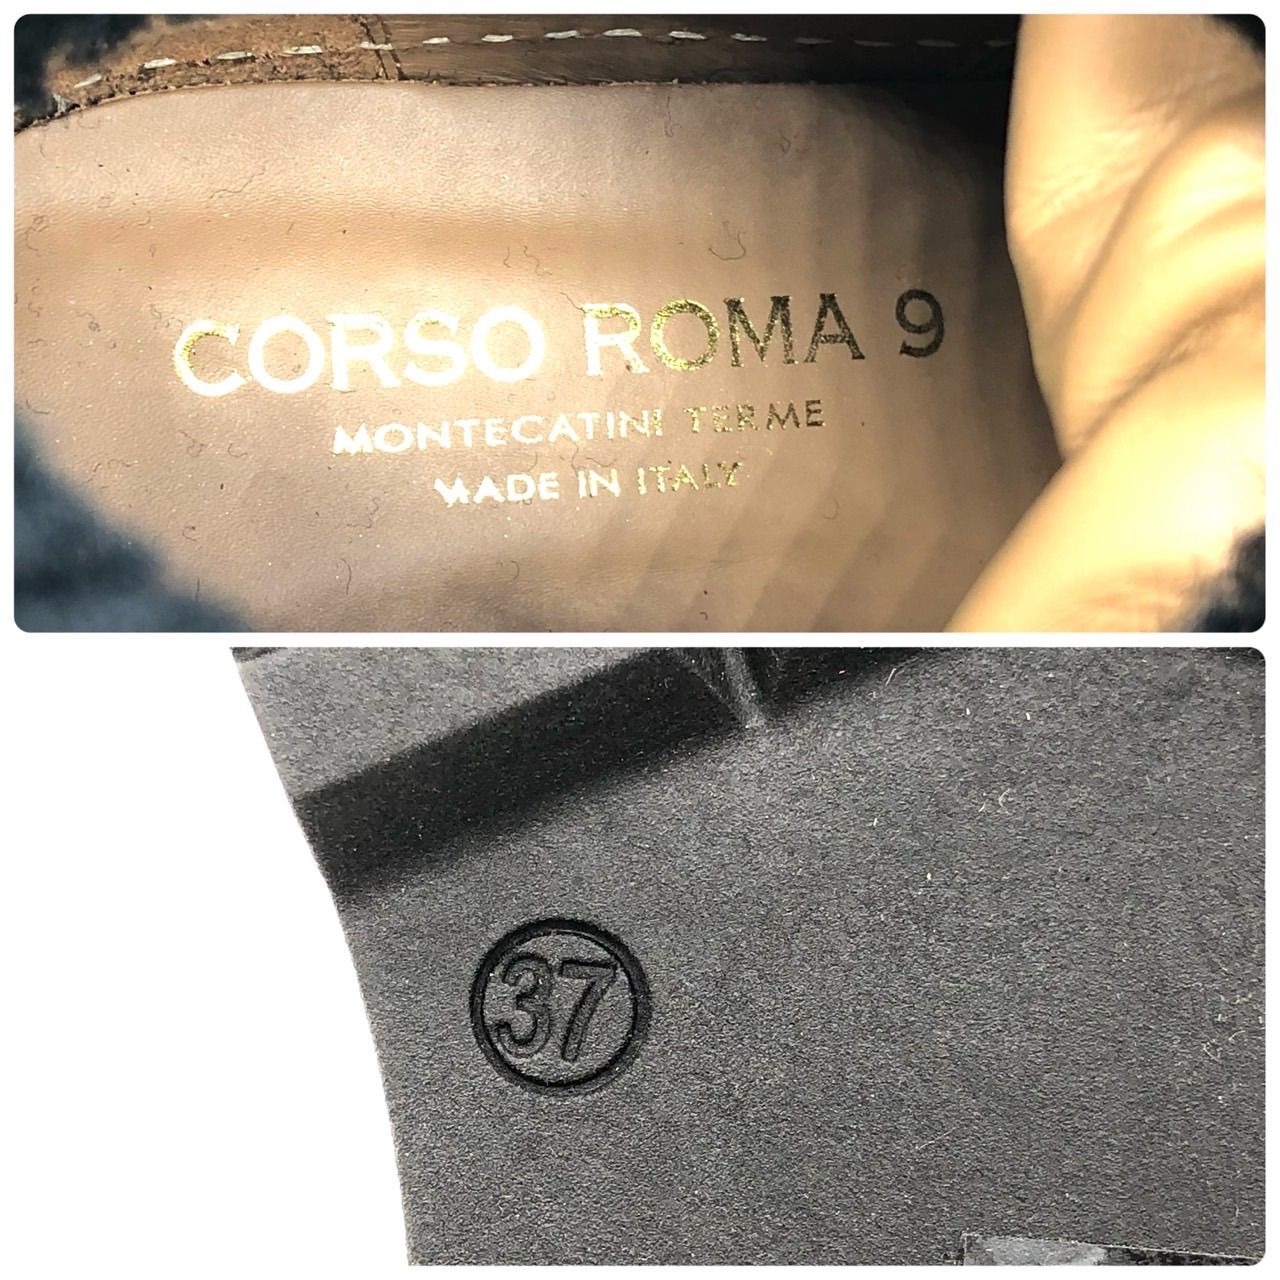 CORSO ROMA 9
MONTECATINI TERME
MADE IN ITALY
37